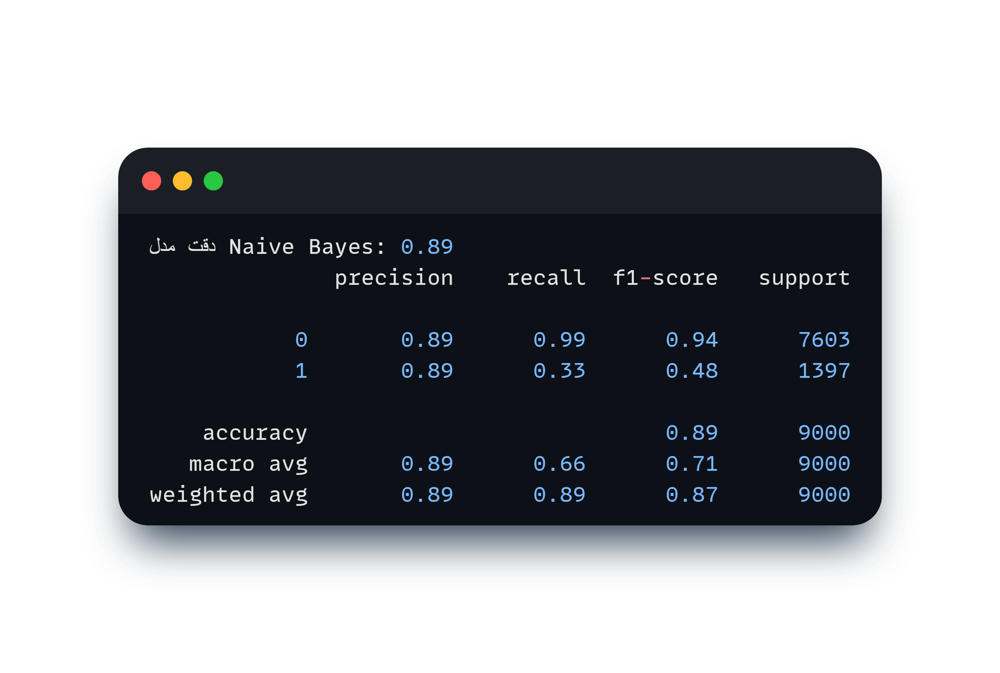 دقت مدل Naive Bayes: 0.89
precision recall f1-score support
0 0.89 0.99 0.94 7603
1 0.89 0.33 0.48 1397
accuracy 0.89 9000
macro avg 0.89 0.66 0.71 9000
weighted avg 0.89 0.89 0.87 9000